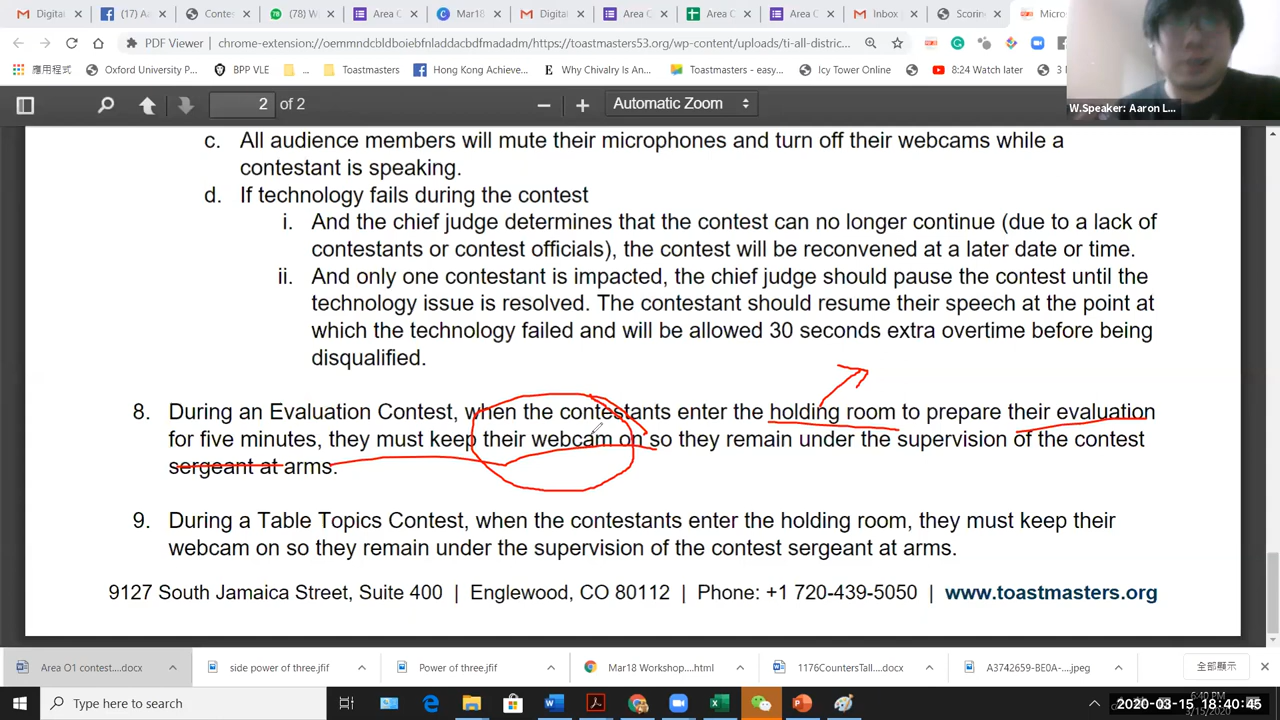 Digital
Area C
Contes
(78) W
Area C
Mar18
Digital
Area C
Area C
Area C
Inbox
Scorin
Micro
PDF Viewer
chrome-extension://oemmndcbldboiebfnladdacbdfmadadm/https://toastmasters53.org/wp-content/uploads/ti-all-distric...
應用程式
Oxford University P...
BPP VLE
...
Toastmasters
Hong Kong Achieve...
Why Chivalry Is An...
Toastmasters - easy...
Icy Tower Online
8:24 Watch later
W.Speaker: Aaron L...
2 of 2
Automatic Zoom
c. All audience members will mute their microphones and turn off their webcams while a
contestant is speaking.
d. If technology fails during the contest
i. And the chief judge determines that the contest can no longer continue (due to a lack of
contestants or contest officials), the contest will be reconvened at a later date or time.
ii. And only one contestant is impacted, the chief judge should pause the contest until the
technology issue is resolved. The contestant should resume their speech at the point at
which the technology failed and will be allowed 30 seconds extra overtime before being
disqualified.
8. During an Evaluation Contest, when the contestants enter the holding room to prepare their evaluation
for five minutes, they must keep their webcam on so they remain under the supervision of the contest
sergeant at arms.
9. During a Table Topics Contest, when the contestants enter the holding room, they must keep their
webcam on so they remain under the supervision of the contest sergeant at arms.
9127 South Jamaica Street, Suite 400 | Englewood, CO 80112 | Phone: +1 720-439-5050 | www.toastmasters.org
Area O1 contest....docx
side power of three.jfif
Power of three.jfif
Mar18 Workshop....html
1176CountersTall....docx
A3742659-BE0A-....jpeg
全部顯示
Type here to search
6:40 PM
3/15/2020
2020-03-15 18:40:45